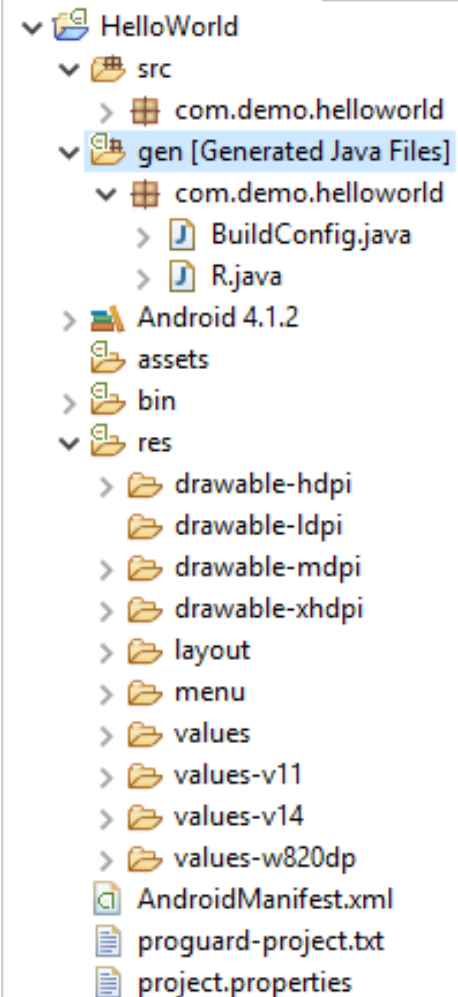 HelloWorld
src
com.demo.helloworld
gen [Generated Java Files]
com.demo.helloworld
BuildConfig.java
R.java
Android 4.1.2
assets
bin
res
drawable-hdpi
drawable-ldpi
drawable-mdpi
drawable-xhdpi
layout
menu
values
values-v11
values-v14
values-w820dp
AndroidManifest.xml
proguard-project.txt
project.properties